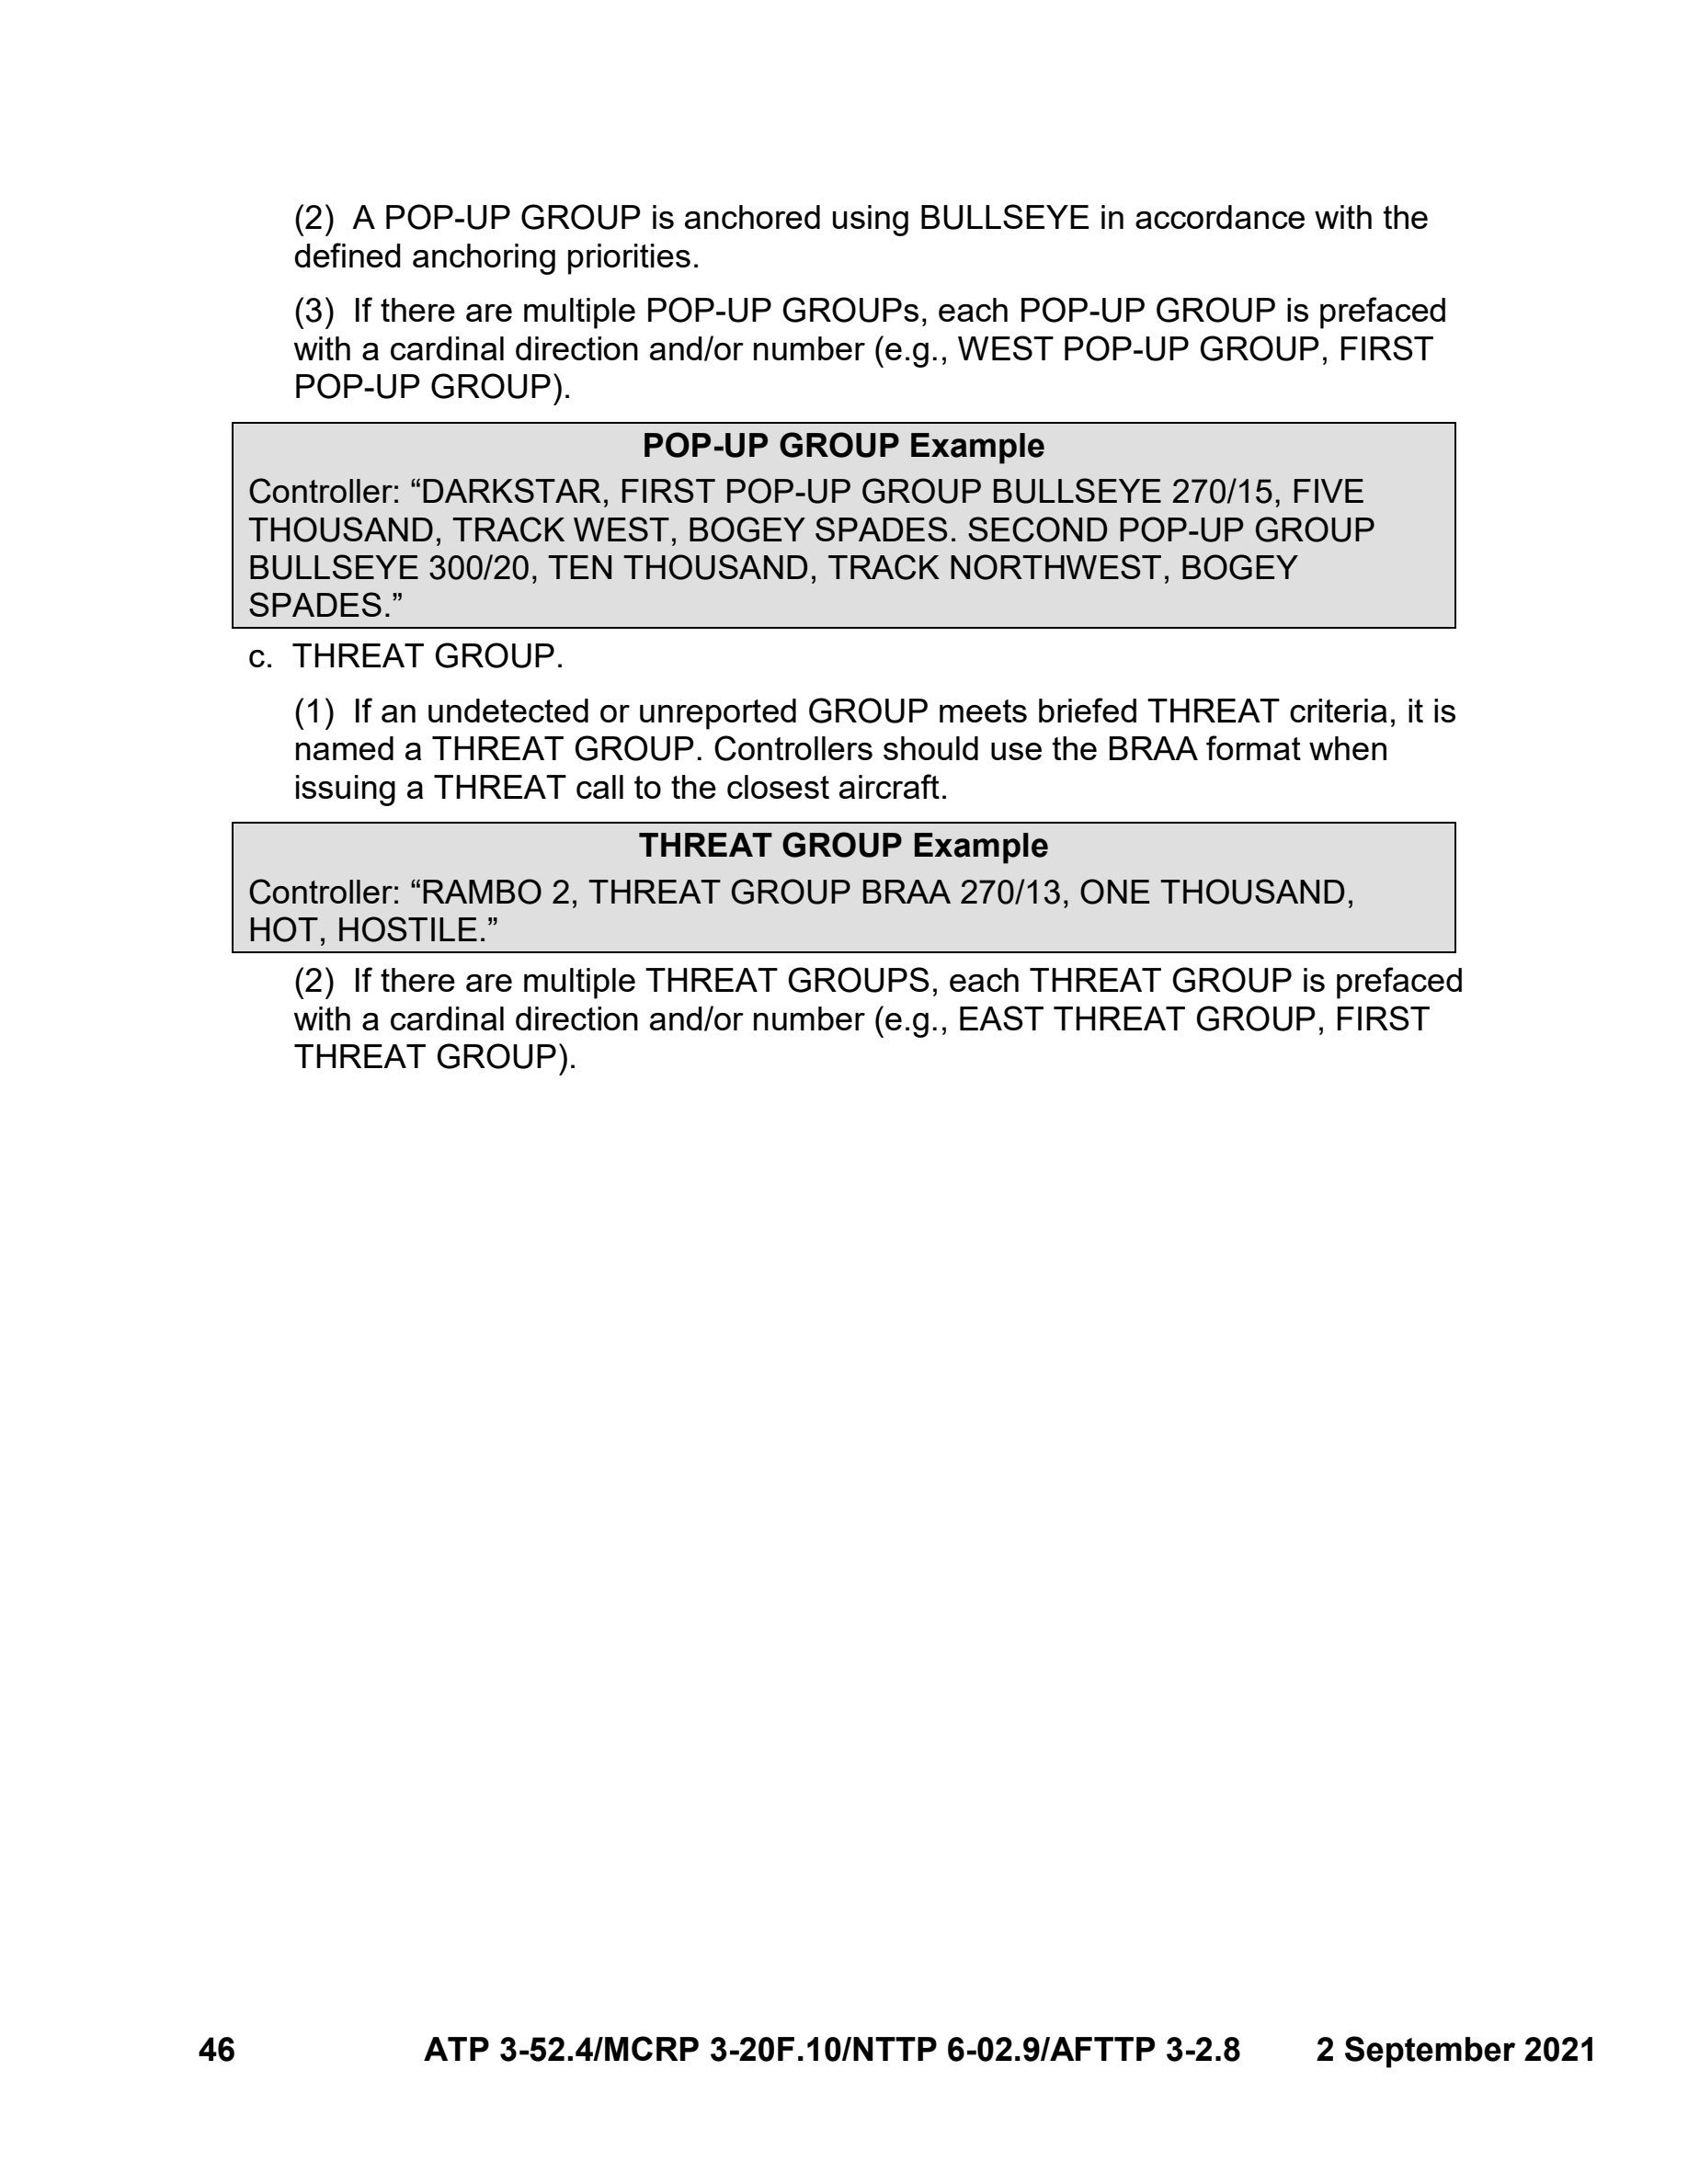 (2) A POP-UP GROUP is anchored using BULLSEYE in accordance with the
defined anchoring priorities.
(3) If there are multiple POP-UP GROUPs, each POP-UP GROUP is prefaced
with a cardinal direction and/or number (e.g., WEST POP-UP GROUP, FIRST
POP-UP GROUP).
POP-UP GROUP Example
Controller: “DARKSTAR, FIRST POP-UP GROUP BULLSEYE 270/15, FIVE
THOUSAND, TRACK WEST, BOGEY SPADES. SECOND POP-UP GROUP
BULLSEYE 300/20, TEN THOUSAND, TRACK NORTHWEST, BOGEY
SPADES.”
c. THREAT GROUP.
(1) If an undetected or unreported GROUP meets briefed THREAT criteria, it is
named a THREAT GROUP. Controllers should use the BRAA format when
issuing a THREAT call to the closest aircraft.
THREAT GROUP Example
Controller: “RAMBO 2, THREAT GROUP BRAA 270/13, ONE THOUSAND,
HOT, HOSTILE.”
(2) If there are multiple THREAT GROUPS, each THREAT GROUP is prefaced
with a cardinal direction and/or number (e.g., EAST THREAT GROUP, FIRST
THREAT GROUP).
46 ATP 3-52.4/MCRP 3-20F.10/NTTP 6-02.9/AFTTP 3-2.8 2 September 2021